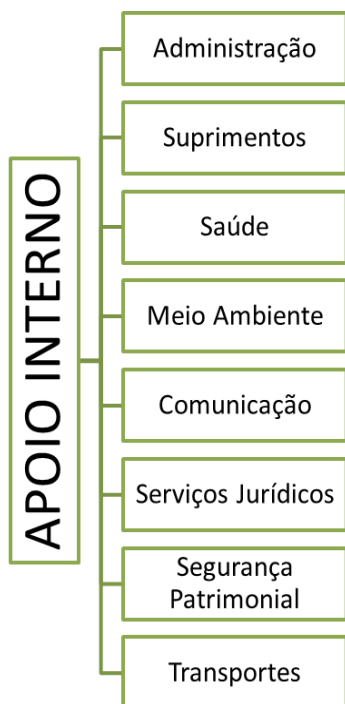 APOIO INTERNO
Administração
Suprimentos
Saúde
Meio Ambiente
Comunicação
Serviços Jurídicos
Segurança
Patrimonial
Transportes